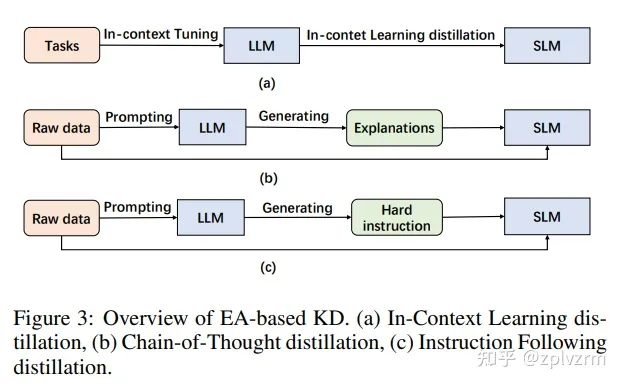 In-context Tuning In-contet Learning distillation
Tasks LLM SLM
(a)
Prompting Generating
Raw data LLM Explanations SLM
(b)
Prompting Generating
Raw data LLM Hard instruction SLM
(c)
Figure 3: Overview of EA-based KD. (a) In-Context Learning dis-
tillation, (b) Chain-of-Thought distillation, (c) Instruction Following
distillation.
知乎 @zplvzrm